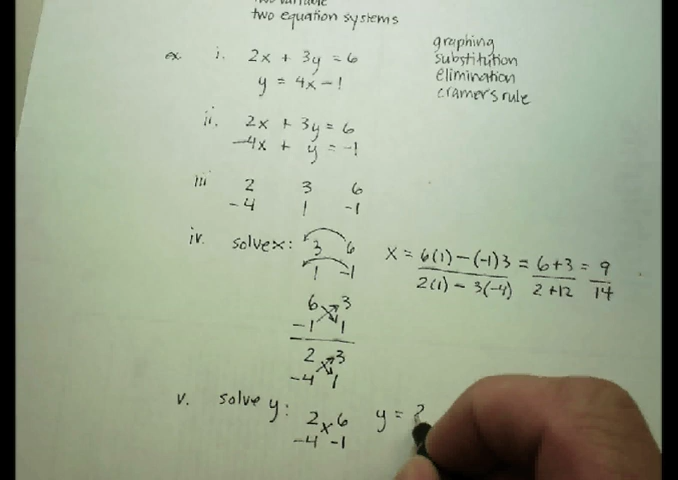 two variable
two equation systems
graphing
substitution
elimination
cramer's rule
ex i. 2x + 3y = 6
y = 4x - 1
ii. 2x + 3y = 6
-4x + y = -1
iii 2 3 6
-4 1 -1
iv. solve x: 3 6
1 -1
x = 6(1) - (-1)3 / 2(1) - 3(-4) = 6+3 / 2+12 = 9 / 14
6 3
-1 1
2 3
-4 1
v. solve y: 2 6
-4 -1
y =